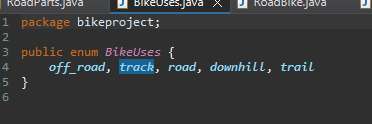 RoadParts.java BikeUses.java RoadBike.java
1 package bikeproject;
2
3 public enum BikeUses {
4 off_road, track, road, downhill, trail
5 }
6